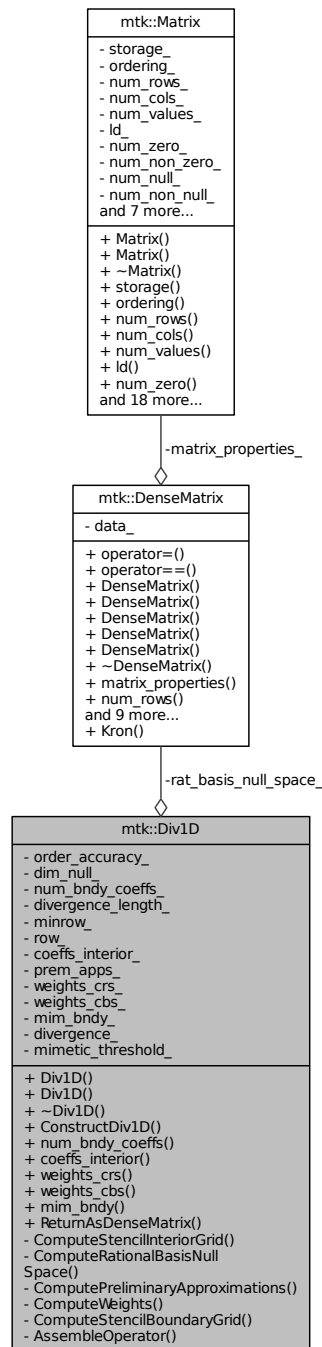 mtk::Matrix
- storage_
- ordering_
- num_rows_
- num_cols_
- num_values_
- ld_
- num_zero_
- num_non_zero_
- num_null_
- num_non_null_
and 7 more...
+ Matrix()
+ Matrix()
+ ~Matrix()
+ storage()
+ ordering()
+ num_rows()
+ num_cols()
+ num_values()
+ ld()
+ num_zero()
and 18 more...
-matrix_properties_
mtk::DenseMatrix
- data_
+ operator=()
+ operator==()
+ DenseMatrix()
+ DenseMatrix()
+ DenseMatrix()
+ DenseMatrix()
+ DenseMatrix()
+ ~DenseMatrix()
+ matrix_properties()
+ num_rows()
and 9 more...
+ Kron()
-rat_basis_null_space_
mtk::Div1D
- order_accuracy_
- dim_null_
- num_bndy_coeffs_
- divergence_length_
- minrow_
- row_
- coeffs_interior_
- prem_apps_
- weights_crs_
- weights_cbs_
- mim_bndy_
- divergence_
- mimetic_threshold_
+ Div1D()
+ Div1D()
+ ~Div1D()
+ ConstructDiv1D()
+ num_bndy_coeffs()
+ coeffs_interior()
+ weights_crs()
+ weights_cbs()
+ mim_bndy()
+ ReturnAsDenseMatrix()
- ComputeStencilInteriorGrid()
- ComputeRationalBasisNull
Space()
- ComputePreliminaryApproximations()
- ComputeWeights()
- ComputeStencilBoundaryGrid()
- AssembleOperator()